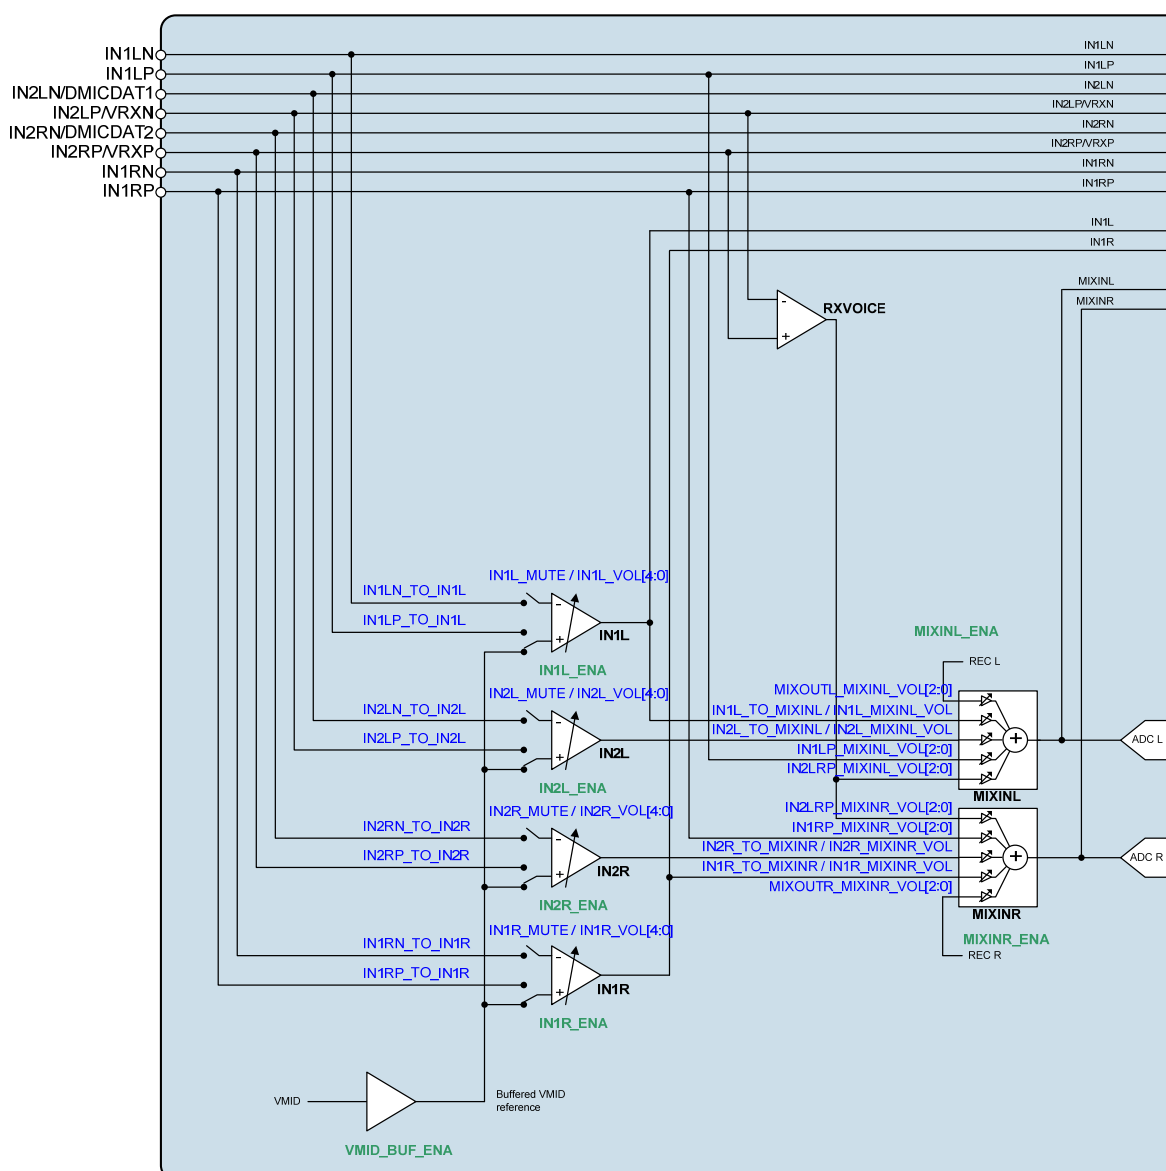 IN1LN
IN1LP
IN2LN/DMICDAT1
IN2LP/VRXN
IN2RN/DMICDAT2
IN2RP/VRXP
IN1RN
IN1RP
IN1LN
IN1LP
IN2LN
IN2LP/VRXN
IN2RN
IN2RP/VRXP
IN1RN
IN1RP
IN1L
IN1R
MIXINL
MIXINR
-
+
RXVOICE
IN1L_MUTE / IN1L_VOL[4:0]
IN1LN_TO_IN1L
IN1LP_TO_IN1L
-
+
IN1L
IN1L_ENA
IN2L_MUTE / IN2L_VOL[4:0]
IN2LN_TO_IN2L
IN2LP_TO_IN2L
-
+
IN2L
IN2L_ENA
IN2R_MUTE / IN2R_VOL[4:0]
IN2RN_TO_IN2R
IN2RP_TO_IN2R
-
+
IN2R
IN2R_ENA
IN1R_MUTE / IN1R_VOL[4:0]
IN1RN_TO_IN1R
IN1RP_TO_IN1R
-
+
IN1R
IN1R_ENA
MIXINL_ENA
REC L
MIXOUTL_MIXINL_VOL[2:0]
IN1L_TO_MIXINL / IN1L_MIXINL_VOL
IN2L_TO_MIXINL / IN2L_MIXINL_VOL
IN1LP_MIXINL_VOL[2:0]
IN2LRP_MIXINL_VOL[2:0]
+
MIXINL
ADC L
IN2LRP_MIXINR_VOL[2:0]
IN1RP_MIXINR_VOL[2:0]
IN2R_TO_MIXINR / IN2R_MIXINR_VOL
IN1R_TO_MIXINR / IN1R_MIXINR_VOL
MIXOUTR_MIXINR_VOL[2:0]
+
MIXINR
ADC R
MIXINR_ENA
REC R
VMID
Buffered VMID
reference
VMID_BUF_ENA